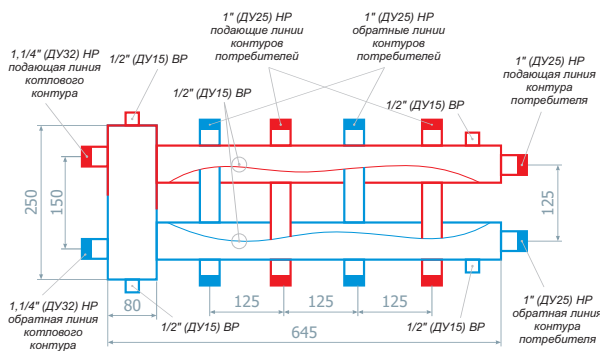 1" (ДУ25) НР
подающие линии
контуров
потребителей
1" (ДУ25) НР
обратные линии
контуров
потребителей
1,1/4" (ДУ32) НР
подающая линия
котлового
контура
1/2" (ДУ15) ВР
1/2" (ДУ15) ВР
1/2" (ДУ15) ВР
1" (ДУ25) НР
подающая линия
контура
потребителя
250
150
125
80
125
125
125
645
1,1/4" (ДУ32) НР
обратная линия
котлового
контура
1/2" (ДУ15) ВР
1/2" (ДУ15) ВР
1" (ДУ25) НР
обратная линия
контура
потребителя